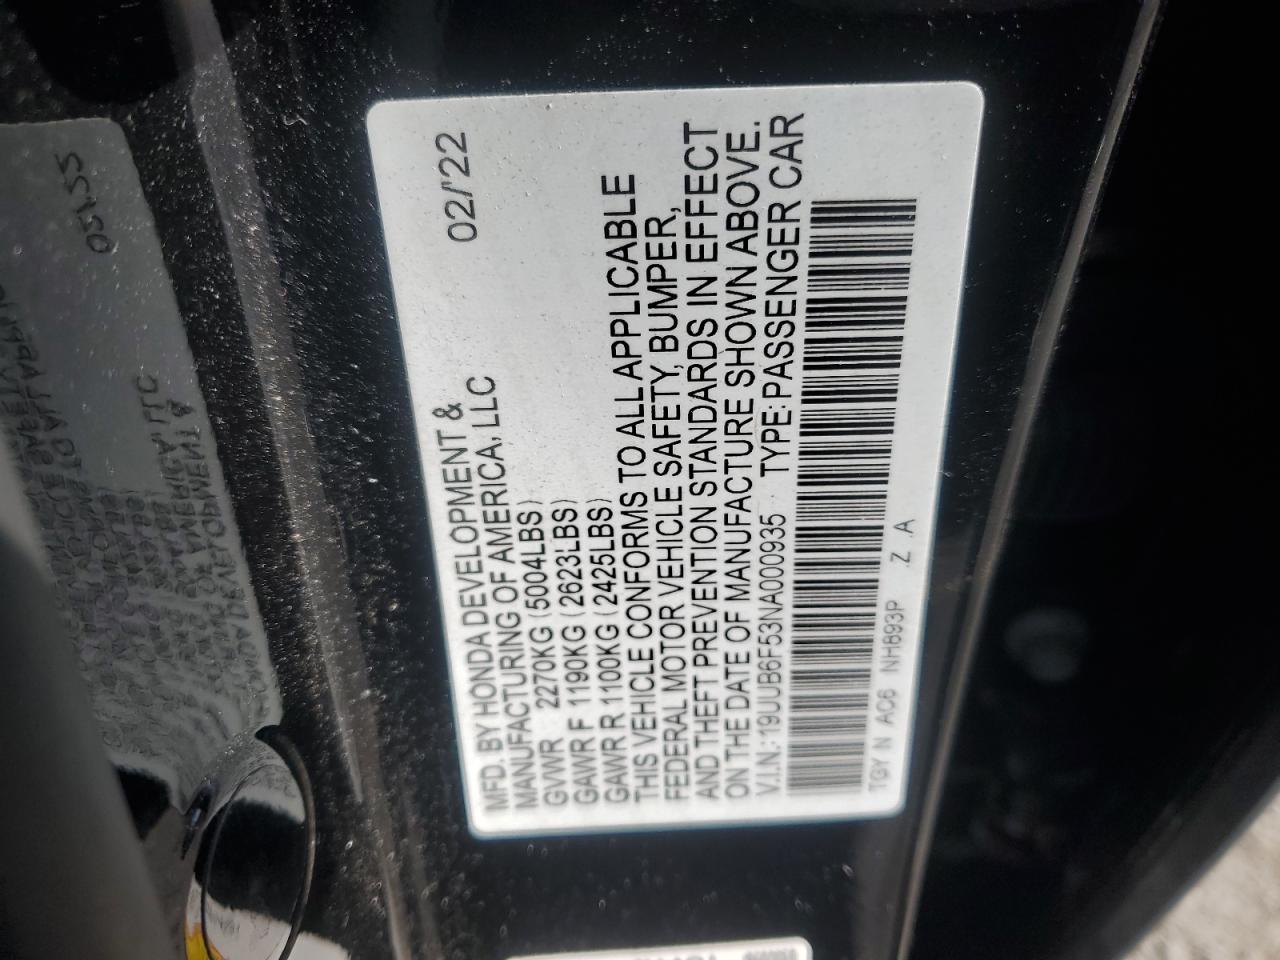 MFD. BY HONDA DEVELOPMENT & 02/'22
MANUFACTURING OF AMERICA, LLC
GVWR 2270KG (5004LBS)
GAWR F 1190KG (2623LBS)
GAWR R 1100KG (2425LBS)
THIS VEHICLE CONFORMS TO ALL APPLICABLE
FEDERAL MOTOR VEHICLE SAFETY, BUMPER,
AND THEFT PREVENTION STANDARDS IN EFFECT
ON THE DATE OF MANUFACTURE SHOWN ABOVE.
V.I.N.: 19UUB6F53NA000935 TYPE: PASSENGER CAR
TGY N AC6 NH893P Z .A